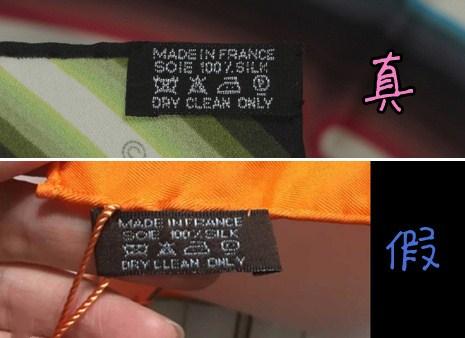 MADE IN FRANCE
SOIE 100% SILK
DRY CLEAN ONLY
真
MADE IN FRANCE
SOIE 100% SILK
DRY CLEAN ONLY
假